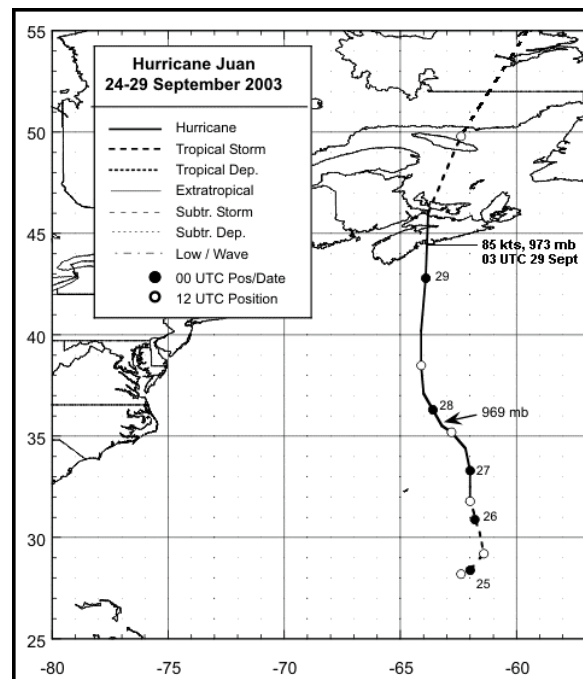 Hurricane Juan
24-29 September 2003
Hurricane
Tropical Storm
Tropical Dep.
Extratropical
Subtr. Storm
Subtr. Dep.
Low / Wave
00 UTC Pos/Date
12 UTC Position
55
50
45
40
35
30
25
85 kts, 973 mb
03 UTC 29 Sept
29
28
969 mb
27
26
25
-80
-75
-70
-65
-60